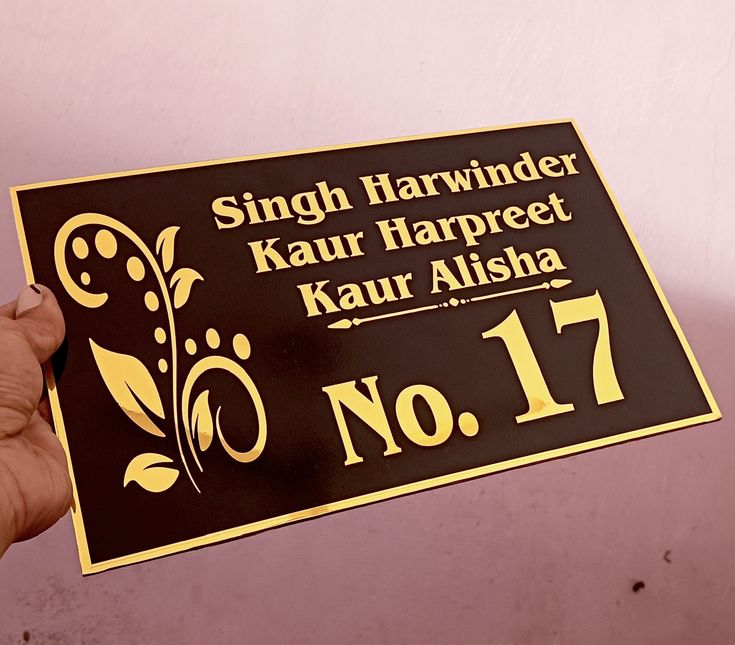 Singh Harwinder
Kaur Harpreet
Kaur Alisha
No. 17